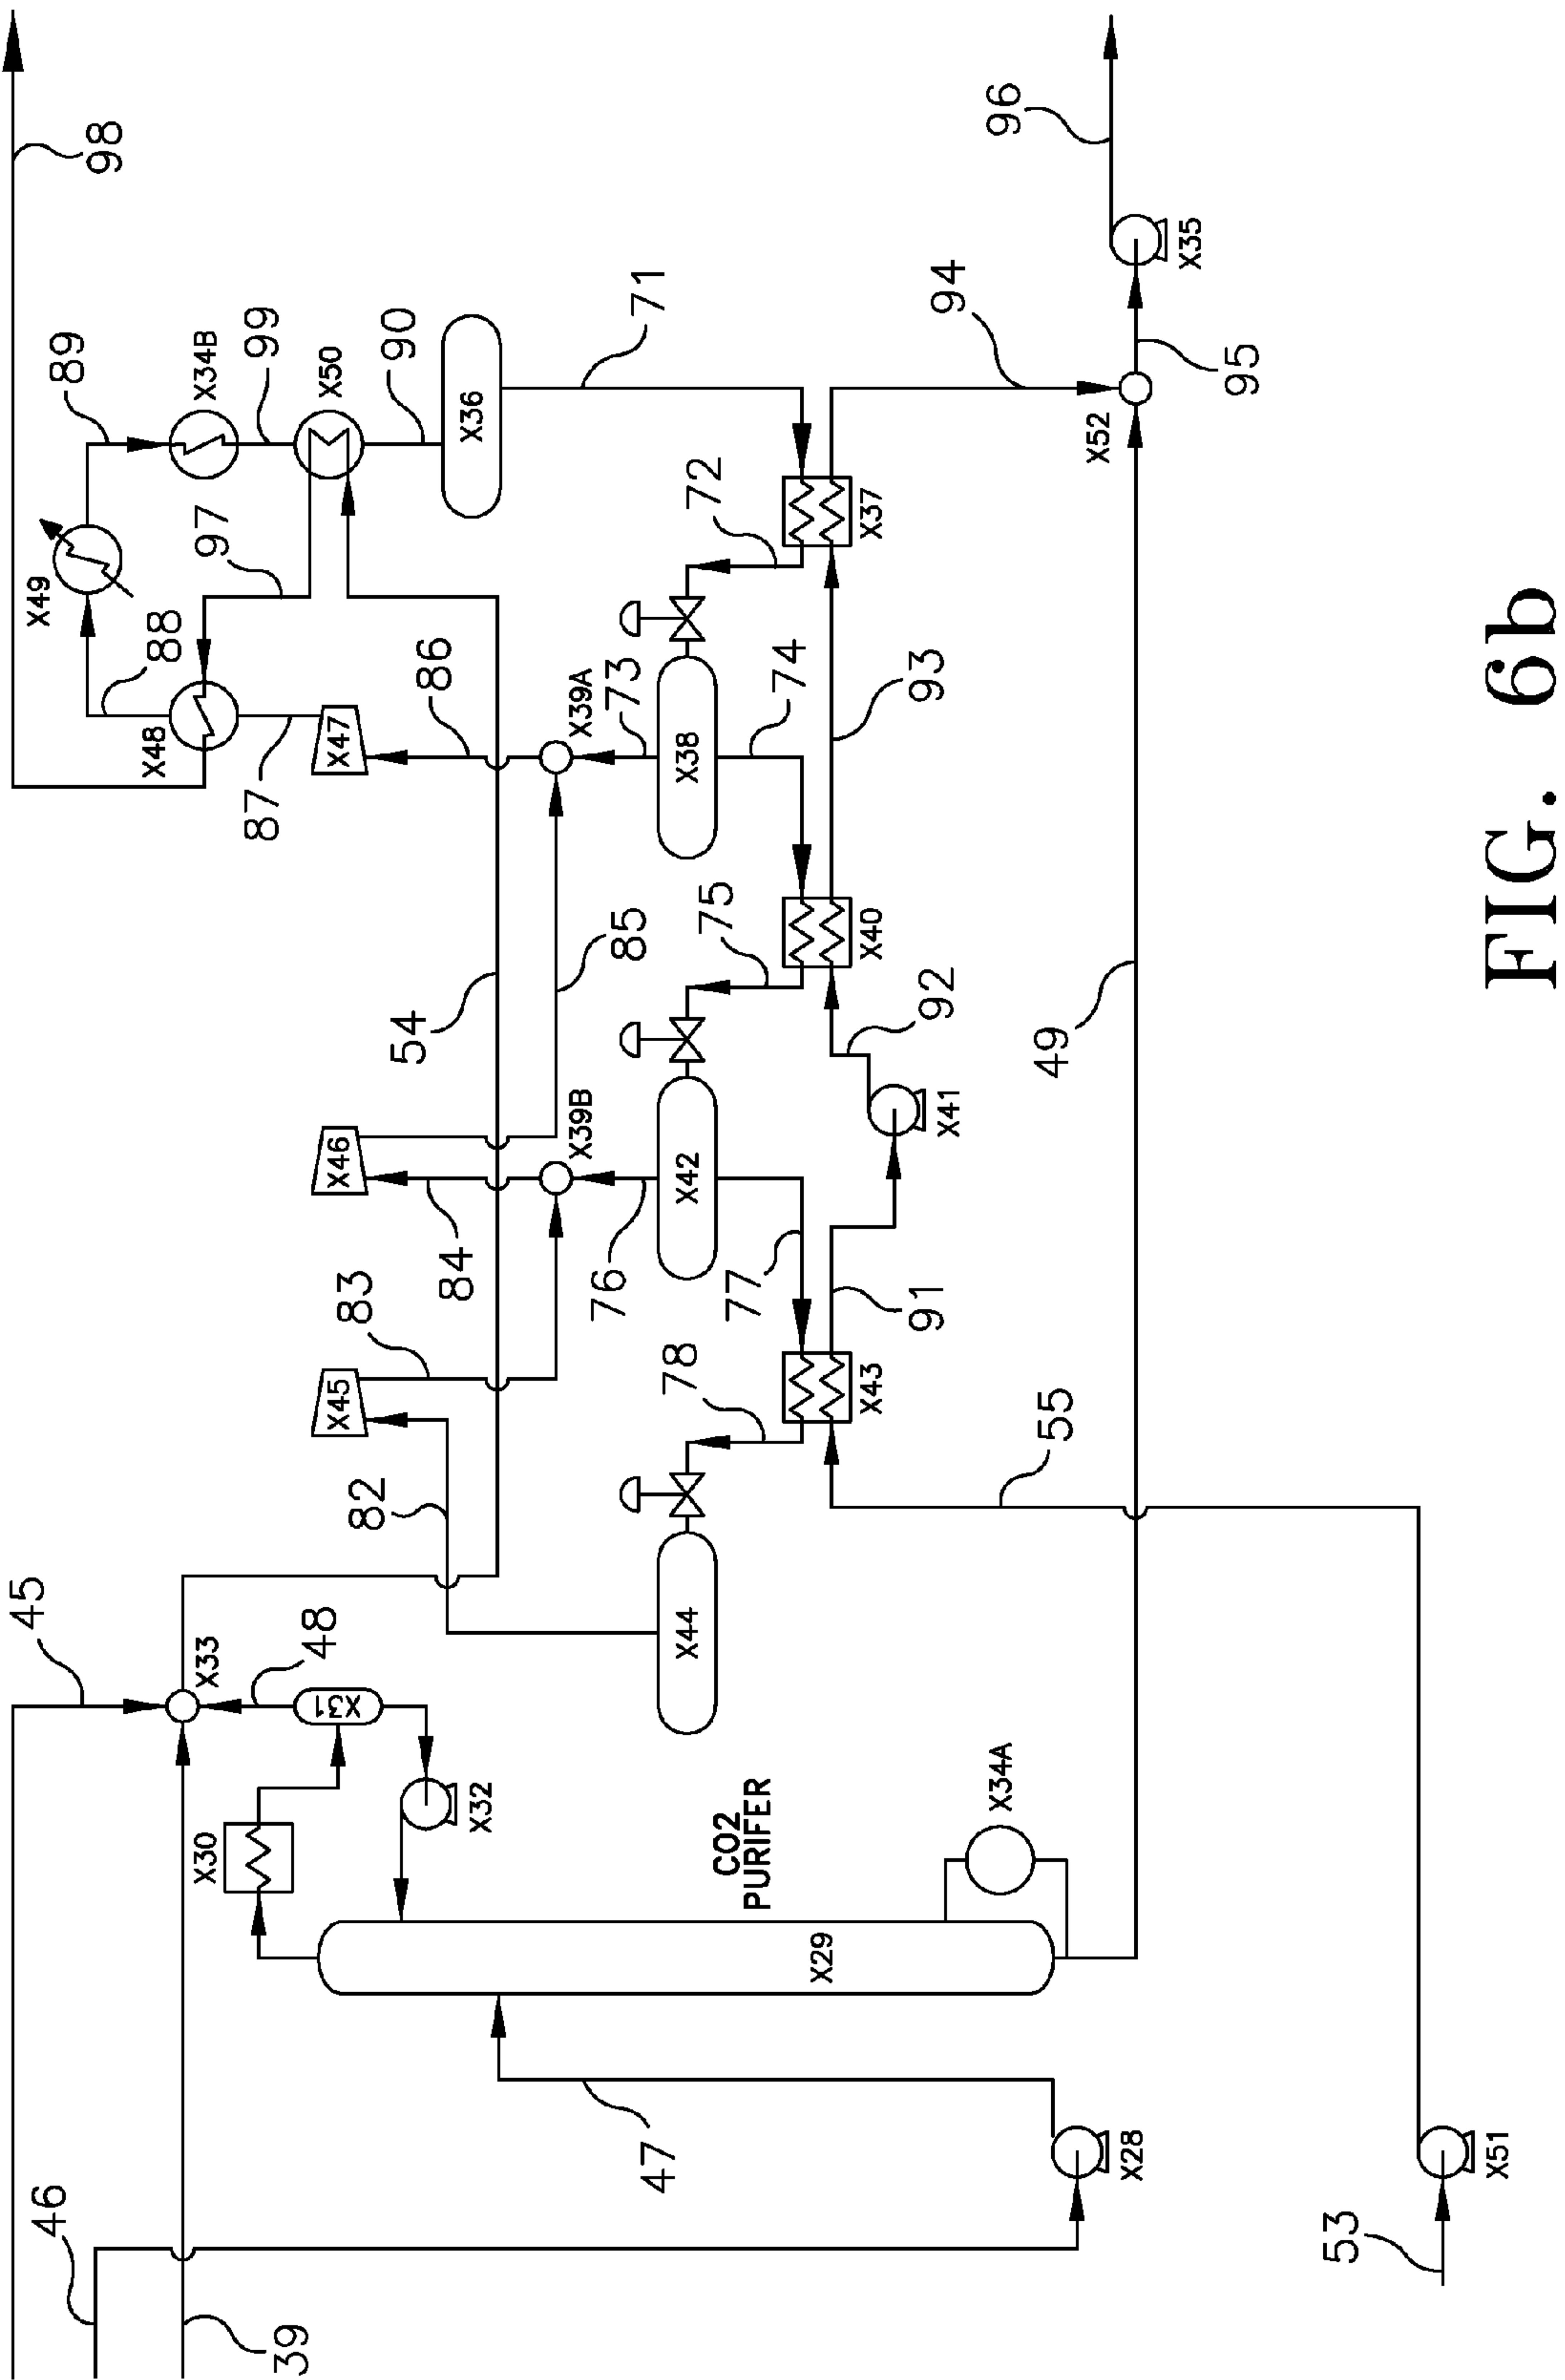 98
89
X34B
99
X50
90
X36
71
96
X35
94
95
X52
X49
97
88
X48
87
X47
86
X39A
73
X38
74
72
X37
93
54
85
75
X40
92
X41
49
X46
X39B
84
76
X42
77
91
83
X45
82
78
X43
55
X44
45
X33
48
X31
X30
X32
CO2
PURIFER
X34A
X29
47
X28
46
39
53
X51
FIG. 6b